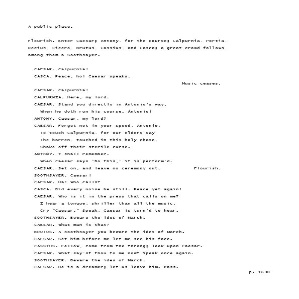 A public place.
Flourish. Enter Caesar; Antony, for the course; Calpurnia, Portia,
Decius, Cicero, Brutus, Cassius, and Casca; a great crowd follows,
among them a Soothsayer.
CAESAR. Calpurnia!
CASCA. Peace, ho! Caesar speaks.
Music ceases.
CAESAR. Calpurnia!
CALPURNIA. Here, my lord.
CAESAR. Stand you directly in Antonio's way,
When he doth run his course. Antonio!
ANTONY. Caesar, my lord?
CAESAR. Forget not in your speed, Antonio,
To touch Calpurnia, for our elders say
The barren, touched in this holy chase,
Shake off their sterile curse.
ANTONY. I shall remember.
When Caesar says "Do this," it is perform'd.
CAESAR. Set on, and leave no ceremony out. Flourish.
SOOTHSAYER. Caesar!
CAESAR. Ha! Who calls?
CASCA. Bid every noise be still. Peace yet again!
CAESAR. Who is it in the press that calls on me?
I hear a tongue, shriller than all the music,
Cry "Caesar." Speak, Caesar is turn'd to hear.
SOOTHSAYER. Beware the ides of March.
CAESAR. What man is that?
BRUTUS. A soothsayer you beware the ides of March.
CAESAR. Set him before me let me see his face.
CASSIUS. Fellow, come from the throng; look upon Caesar.
CAESAR. What say'st thou to me now? Speak once again.
SOOTHSAYER. Beware the ides of March.
CAESAR. He is a dreamer; let us leave him. Pass.